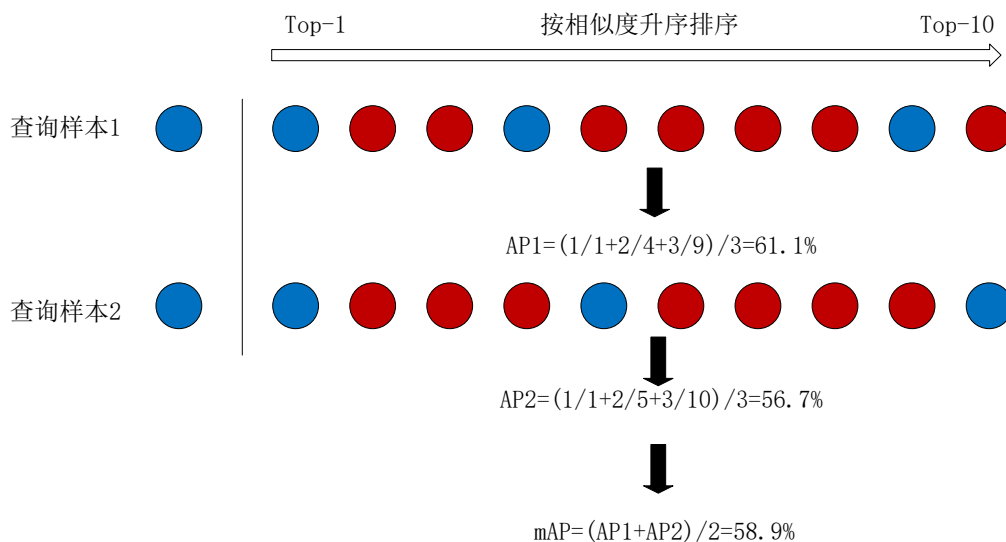 Top-1 按相似度升序排序 Top-10
查询样本1
AP1=(1/1+2/4+3/9)/3=61.1%
查询样本2
AP2=(1/1+2/5+3/10)/3=56.7%
mAP=(AP1+AP2)/2=58.9%